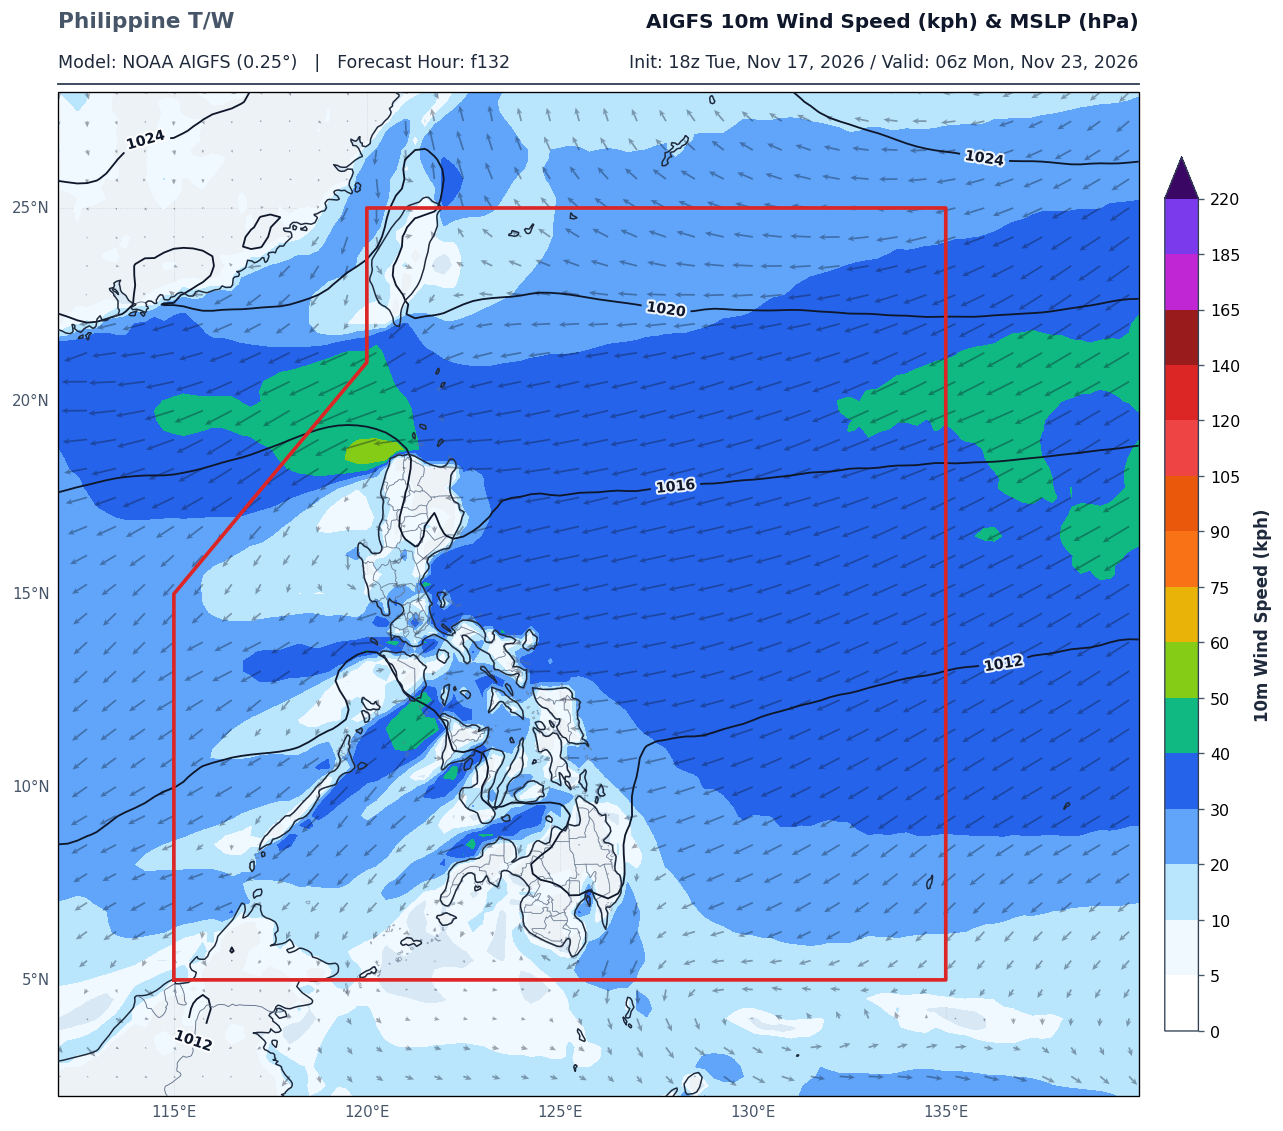 Philippine T/W
AIGFS 10m Wind Speed (kph) & MSLP (hPa)
Model: NOAA AIGFS (0.25°) | Forecast Hour: f132
Init: 18z Tue, Nov 17, 2026 / Valid: 06z Mon, Nov 23, 2026
1024
1024
1020
1016
1012
1012
25°N
20°N
15°N
10°N
5°N
115°E
120°E
125°E
130°E
135°E
220
185
165
140
120
105
90
75
60
50
40
30
20
10
5
0
10m Wind Speed (kph)